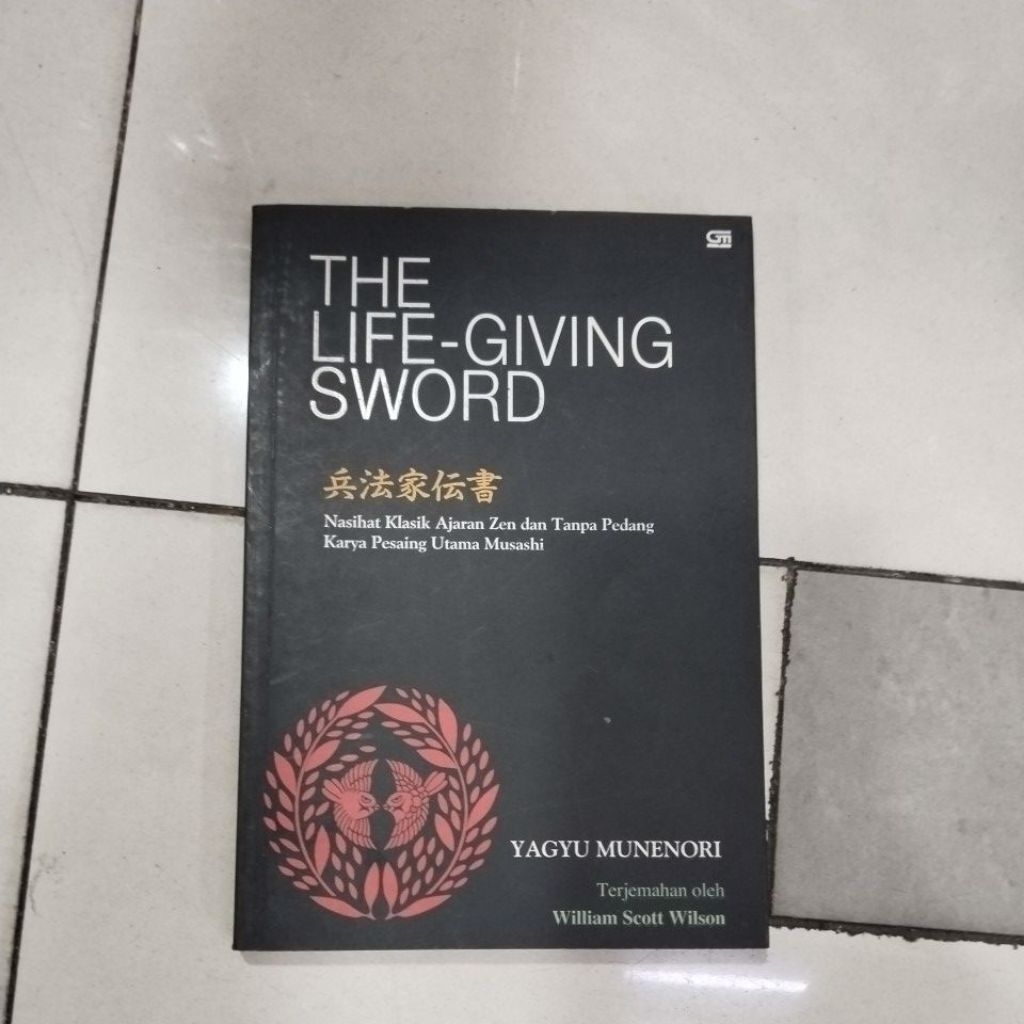 GM
THE
LIFE-GIVING
SWORD
兵法家伝書
Nasihat Klasik Ajaran Zen dan Tanpa Pedang
Karya Pesaing Utama Musashi
YAGYU MUNENORI
Terjemahan oleh
William Scott Wilson